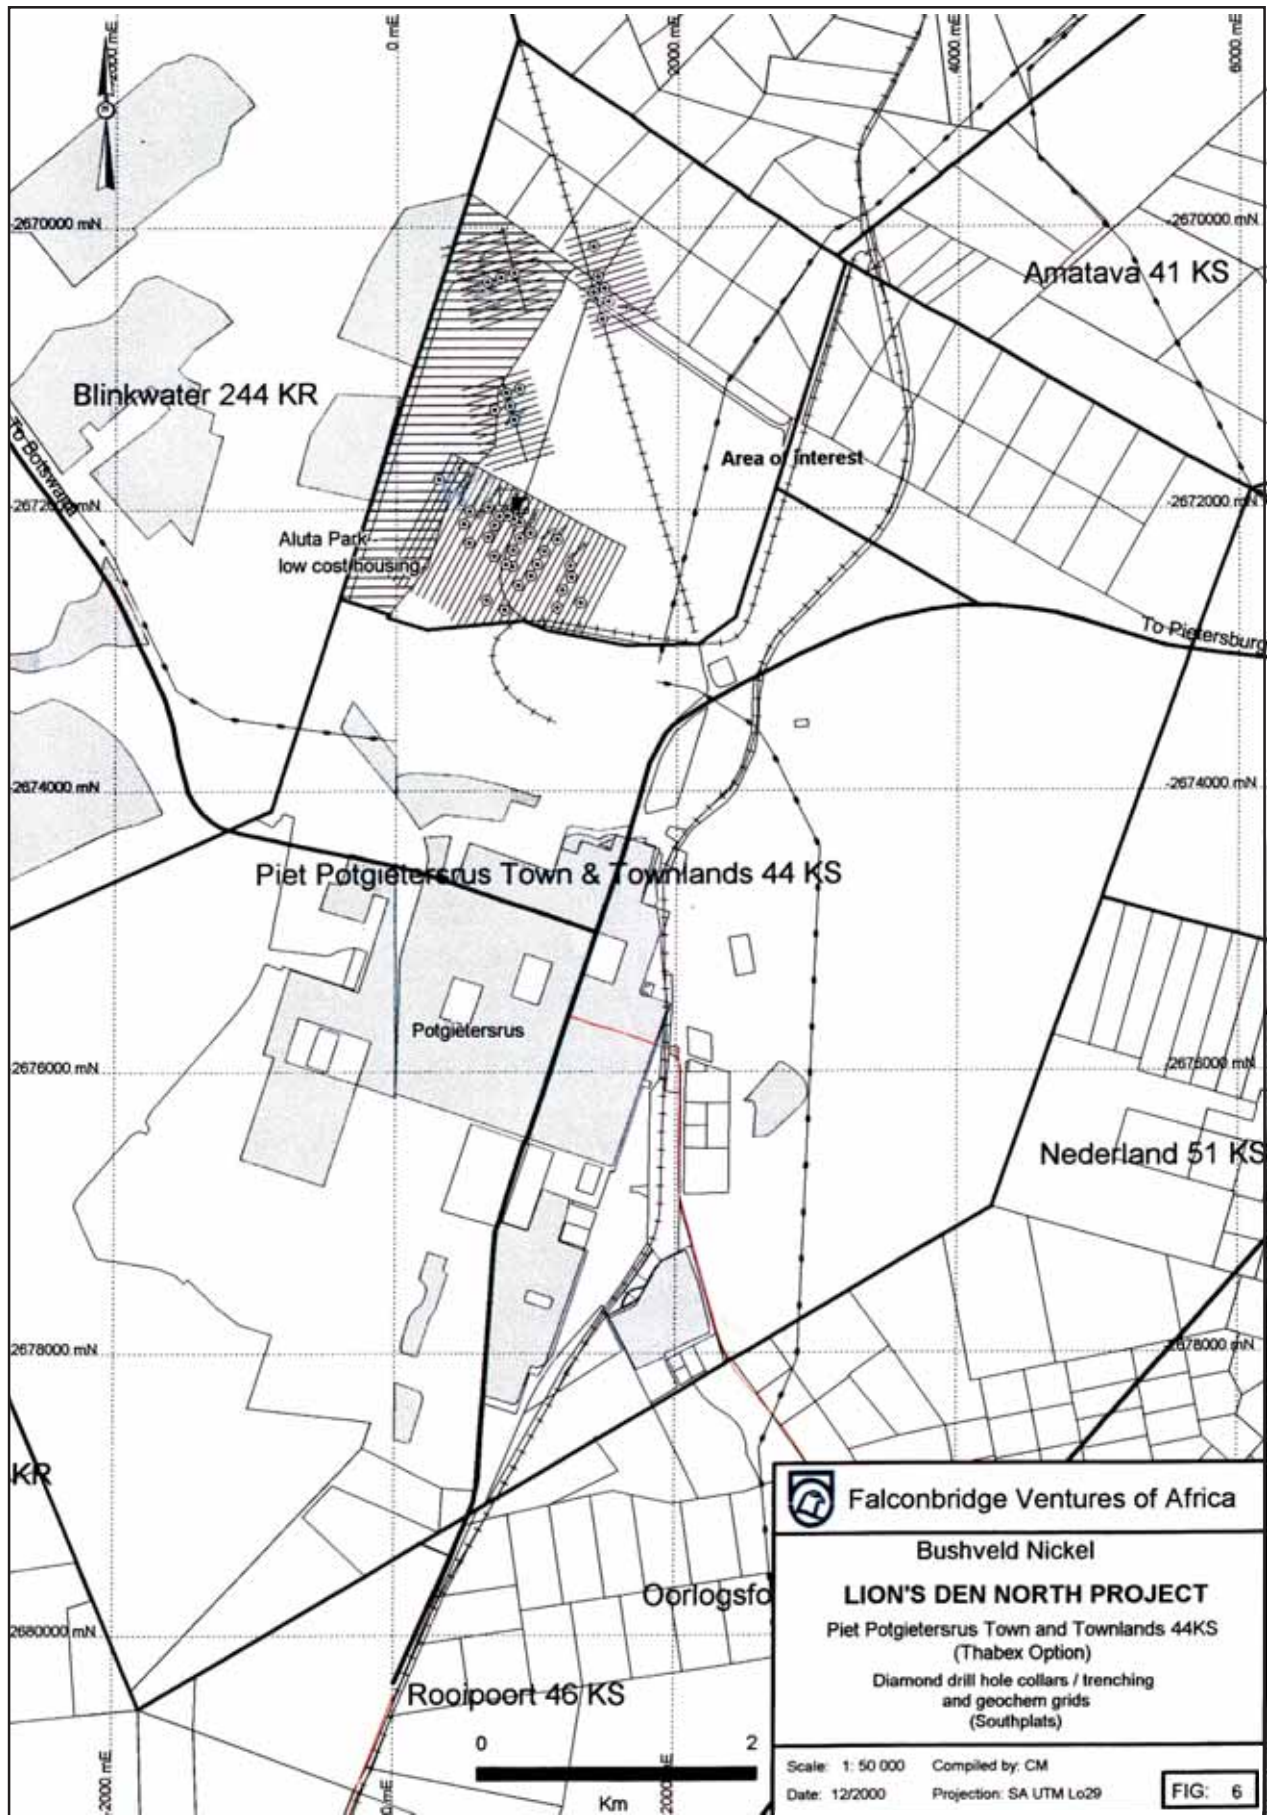 -2000 mE
0 mE
2000 mE
4000 mE
6000 mE
-2670000 mN
-2670000 mN
Amatava 41 KS
Blinkwater 244 KR
To Botswana
Area of interest
-2672000 mN
-2672000 mN
Aluta Park
low cost housing
To Pietersburg
-2674000 mN
-2674000 mN
Piet Potgietersrus Town & Townlands 44 KS
Potgietersrus
-2676000 mN
-2676000 mN
Nederland 51 KS
-2678000 mN
-2678000 mN
KR
Oorlogsfo
-2680000 mN
Rooipoort 46 KS
0 2
Km
-2000 mE
0 mE
2000
Falconbridge Ventures of Africa
Bushveld Nickel
LION'S DEN NORTH PROJECT
Piet Potgietersrus Town and Townlands 44KS
(Thabex Option)
Diamond drill hole collars / trenching
and geochem grids
(Southplats)
Scale: 1: 50 000 Compiled by: CM
Date: 12/2000 Projection: SA UTM Lo29
FIG: 6